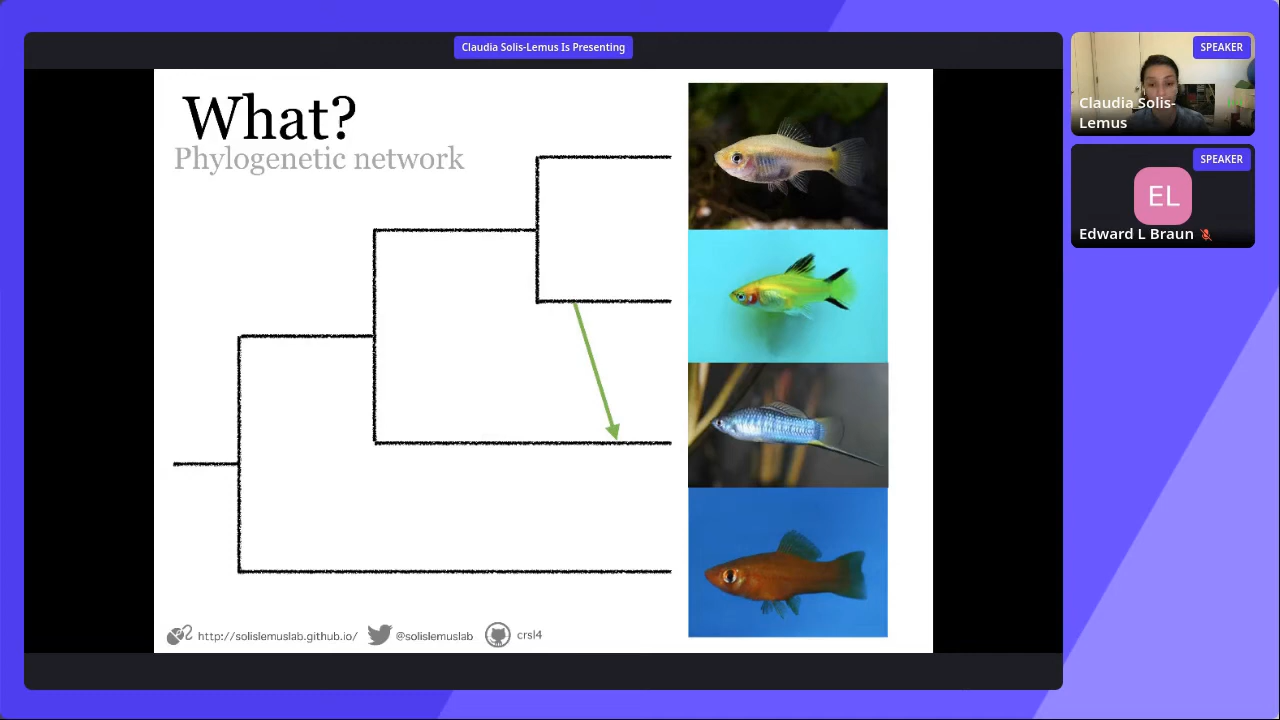 Claudia Solis-Lemus Is Presenting
What?
Phylogenetic network
http://solislemuslab.github.io/ @solislemuslab crsl4
SPEAKER
Claudia Solis-
Lemus
SPEAKER
EL
Edward L Braun